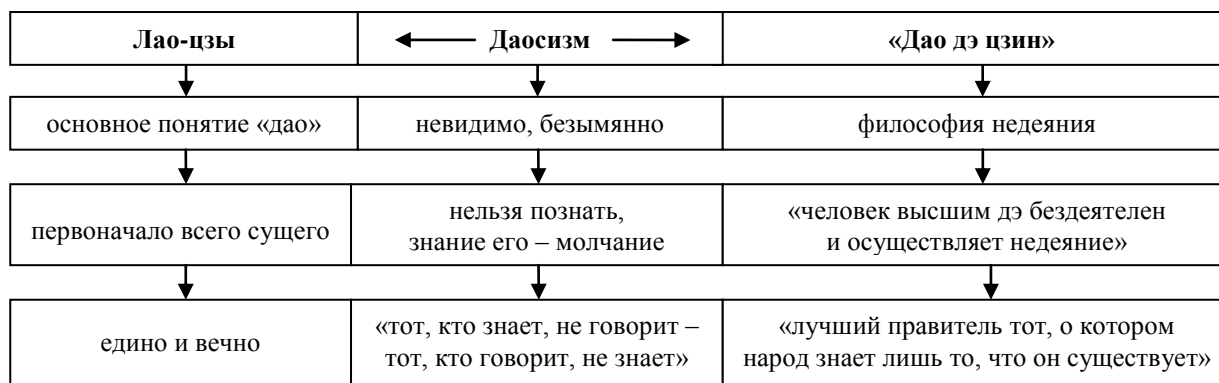 Лао-цзы
Даосизм
«Дао дэ цзин»
основное понятие «дао»
невидимо, безымянно
философия недеяния
первоначало всего сущего
нельзя познать,
знание его – молчание
«человек высшим дэ бездеятелен
и осуществляет недеяние»
едино и вечно
«тот, кто знает, не говорит –
тот, кто говорит, не знает»
«лучший правитель тот, о котором
народ знает лишь то, что он существует»